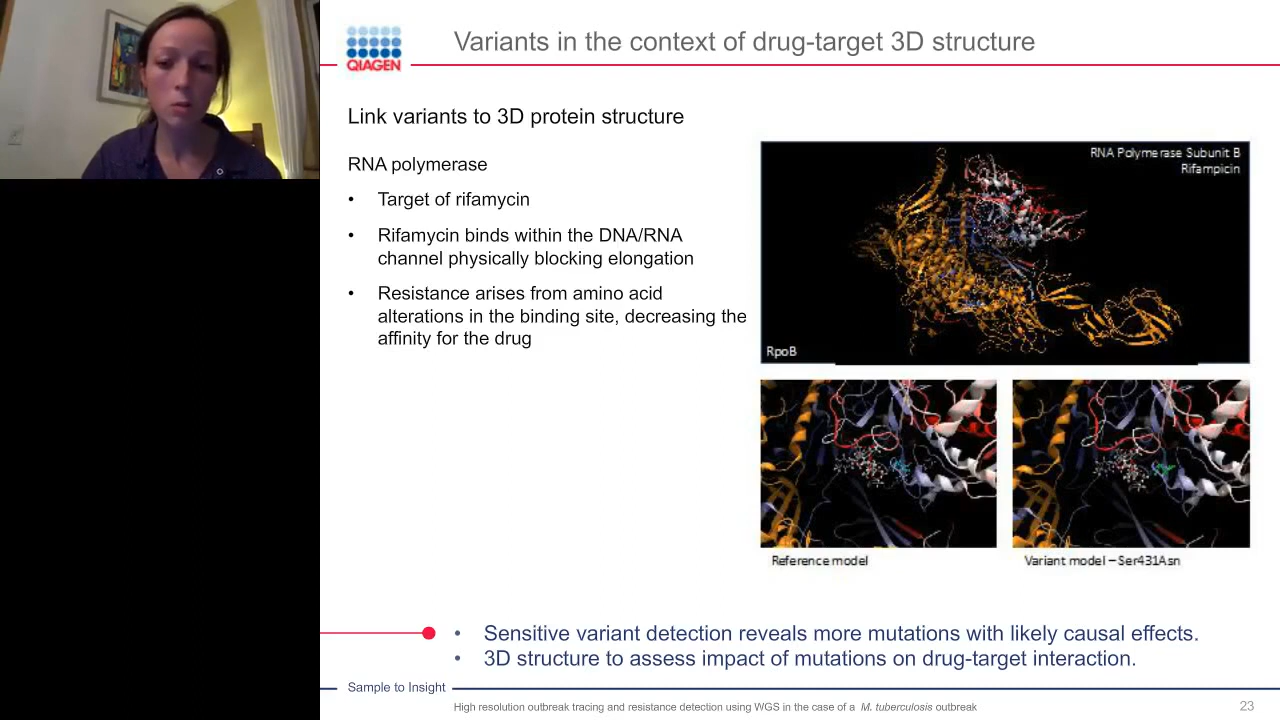 QIAGEN
Variants in the context of drug-target 3D structure
Link variants to 3D protein structure
RNA polymerase
• Target of rifamycin
• Rifamycin binds within the DNA/RNA
channel physically blocking elongation
• Resistance arises from amino acid
alterations in the binding site, decreasing the
affinity for the drug
RNA Polymerase Subunit B
Rifampicin
RpoB
Reference model
Variant model – Ser431Asn
• Sensitive variant detection reveals more mutations with likely causal effects.
• 3D structure to assess impact of mutations on drug-target interaction.
Sample to Insight
High resolution outbreak tracing and resistance detection using WGS in the case of a M. tuberculosis outbreak
23